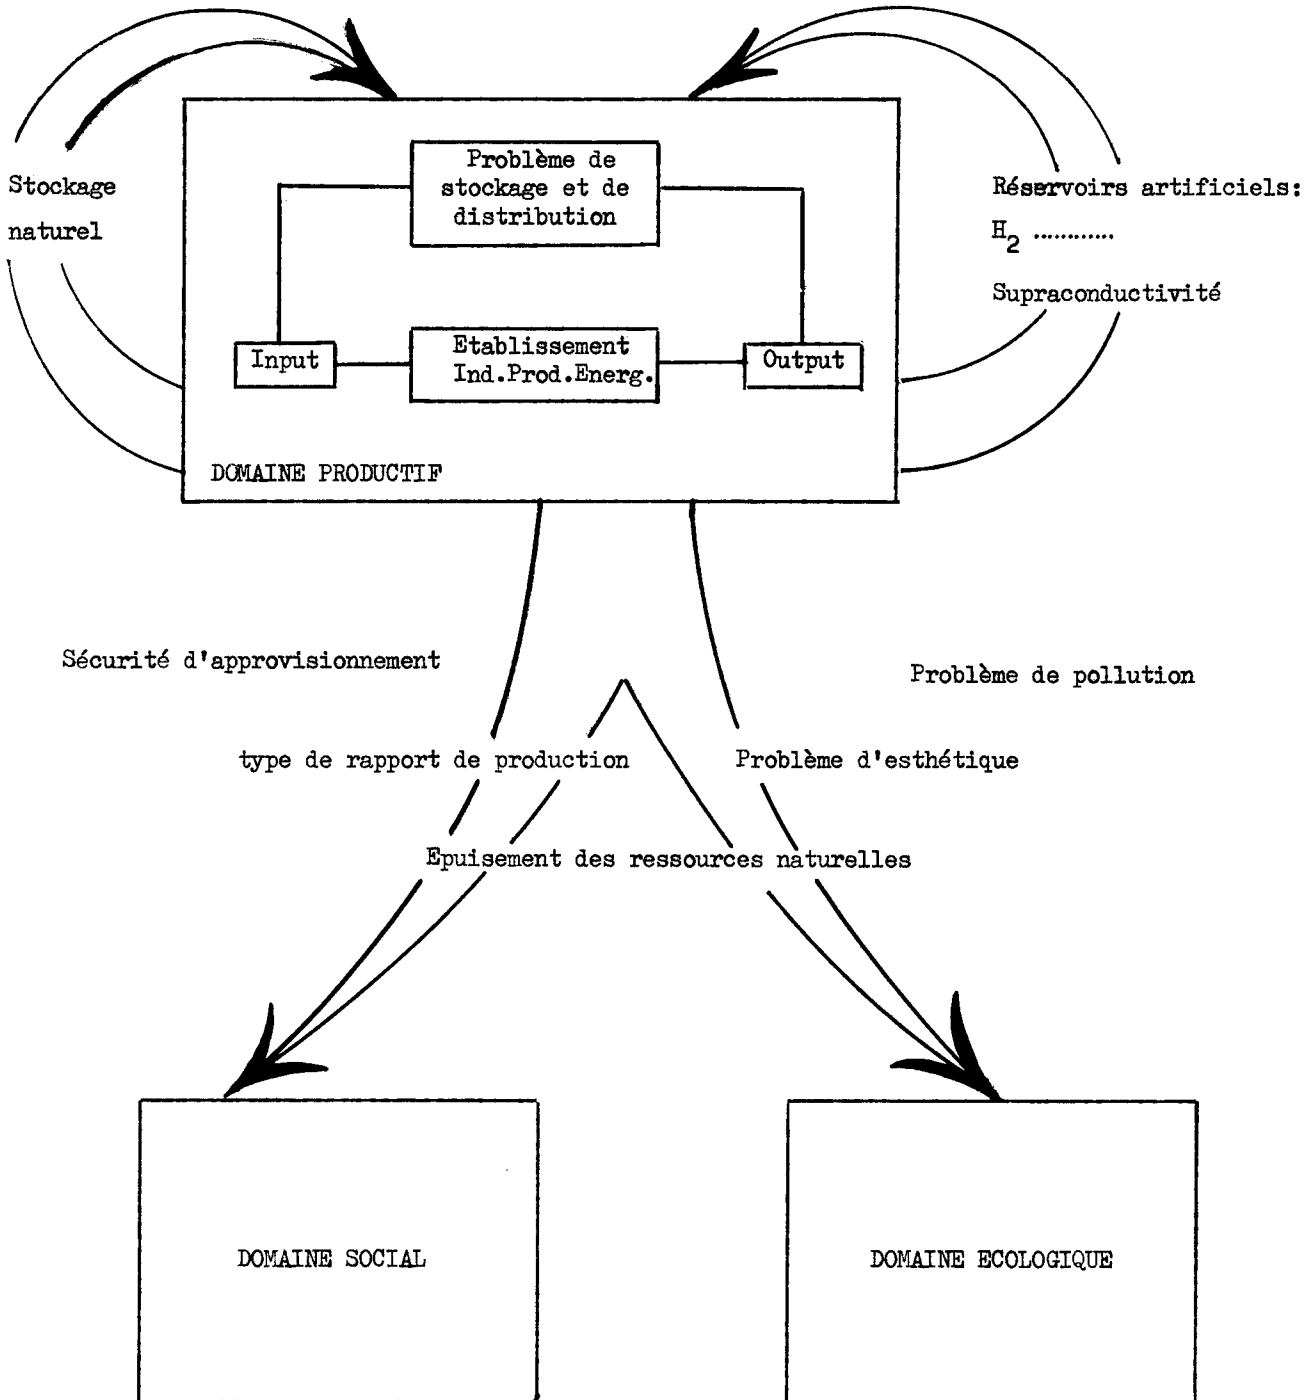 Problème de
stockage et de
distribution
Stockage
naturel
Réservoirs artificiels:
H2 ............
Supraconductivité
Input
Etablissement
Ind.Prod.Energ.
Output
DOMAINE PRODUCTIF
Sécurité d'approvisionnement
Problème de pollution
type de rapport de production
Problème d'esthétique
Epuisement des ressources naturelles
DOMAINE SOCIAL
DOMAINE ECOLOGIQUE